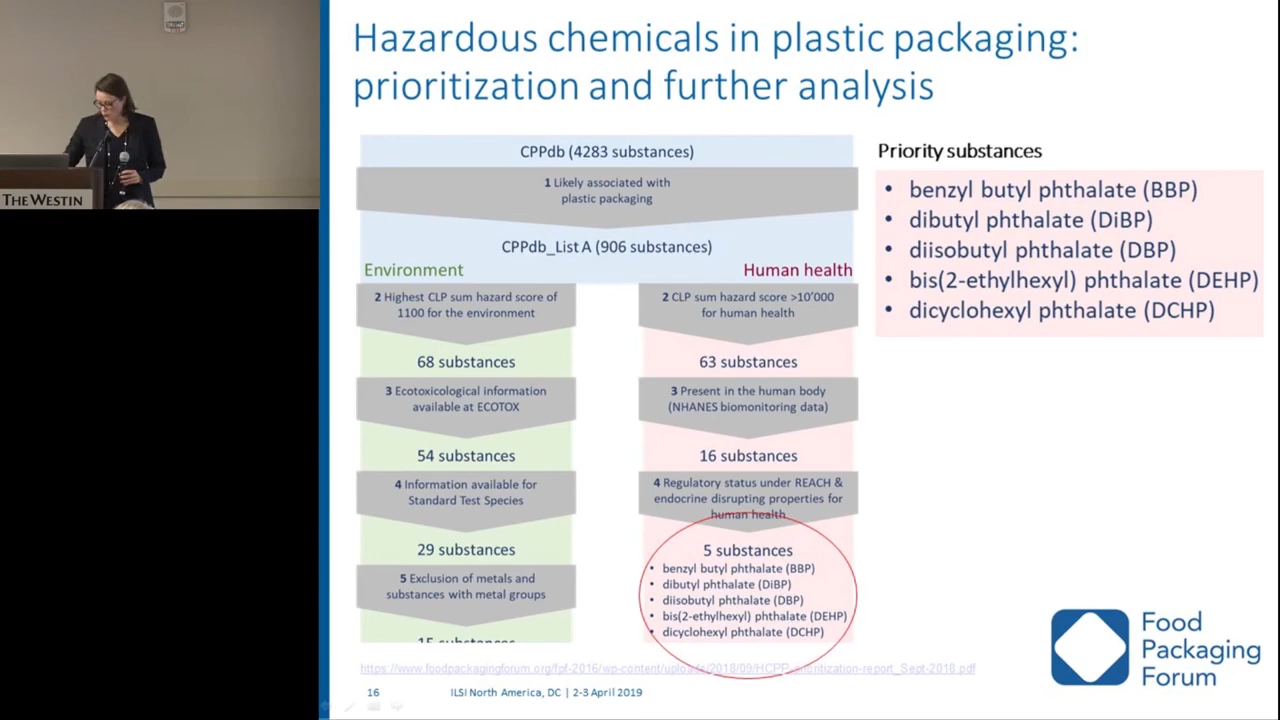 Hazardous chemicals in plastic packaging:
prioritization and further analysis
THE WESTIN
CPPdb (4283 substances)
1 Likely associated with
plastic packaging
CPPdb_List A (906 substances)
Environment
Human health
2 Highest CLP sum hazard score of
1100 for the environment
68 substances
3 Ecotoxicological information
available at ECOTOX
54 substances
4 Information available for
Standard Test Species
29 substances
5 Exclusion of metals and
substances with metal groups
15 substances
2 CLP sum hazard score >10’000
for human health
63 substances
3 Present in the human body
(NHANES biomonitoring data)
16 substances
4 Regulatory status under REACH &
endocrine disrupting properties for
human health
5 substances
• benzyl butyl phthalate (BBP)
• dibutyl phthalate (DiBP)
• diisobutyl phthalate (DBP)
• bis(2-ethylhexyl) phthalate (DEHP)
• dicyclohexyl phthalate (DCHP)
Priority substances
• benzyl butyl phthalate (BBP)
• dibutyl phthalate (DiBP)
• diisobutyl phthalate (DBP)
• bis(2-ethylhexyl) phthalate (DEHP)
• dicyclohexyl phthalate (DCHP)
https://www.foodpackagingforum.org/fpf-2016/wp-content/uploads/2018/09/HCPP-prioritization-report_Sept-2018.pdf
16 ILSI North America, DC | 2-3 April 2019
Food
Packaging
Forum